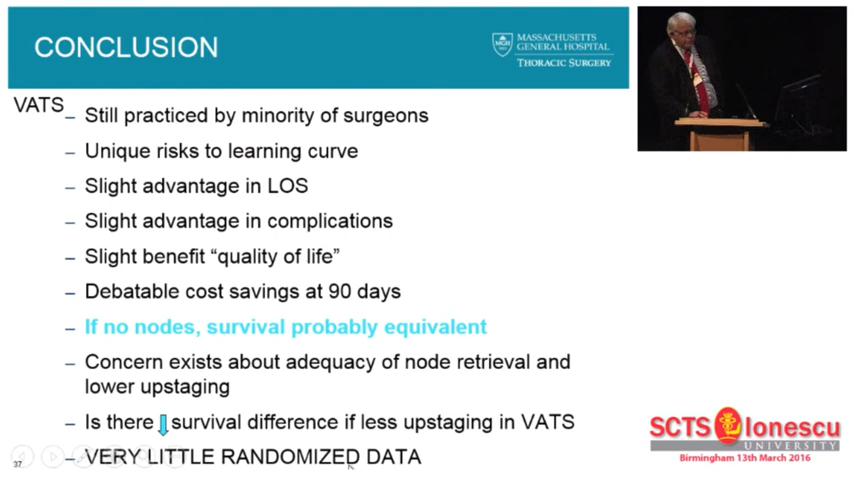 CONCLUSION
MASSACHUSETTS
GENERAL HOSPITAL
THORACIC SURGERY
VATS
– Still practiced by minority of surgeons
– Unique risks to learning curve
– Slight advantage in LOS
– Slight advantage in complications
– Slight benefit “quality of life”
– Debatable cost savings at 90 days
– If no nodes, survival probably equivalent
– Concern exists about adequacy of node retrieval and
lower upstaging
– Is there ⇩ survival difference if less upstaging in VATS
– VERY LITTLE RANDOMIZED DATA
37
SCTS Ionescu
UNIVERSITY
Birmingham 13th March 2016